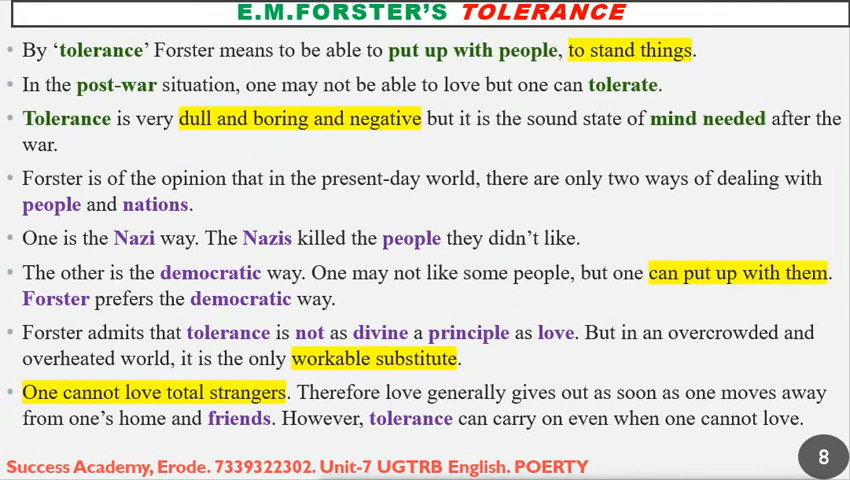 E.M.FORSTER'S TOLERANCE
• By 'tolerance' Forster means to be able to put up with people, to stand things.
• In the post-war situation, one may not be able to love but one can tolerate.
• Tolerance is very dull and boring and negative but it is the sound state of mind needed after the
war.
• Forster is of the opinion that in the present-day world, there are only two ways of dealing with
people and nations.
• One is the Nazi way. The Nazis killed the people they didn't like.
• The other is the democratic way. One may not like some people, but one can put up with them.
Forster prefers the democratic way.
• Forster admits that tolerance is not as divine a principle as love. But in an overcrowded and
overheated world, it is the only workable substitute.
• One cannot love total strangers. Therefore love generally gives out as soon as one moves away
from one's home and friends. However, tolerance can carry on even when one cannot love.
Success Academy, Erode. 7339322302. Unit-7 UGTRB English. POERTY
8